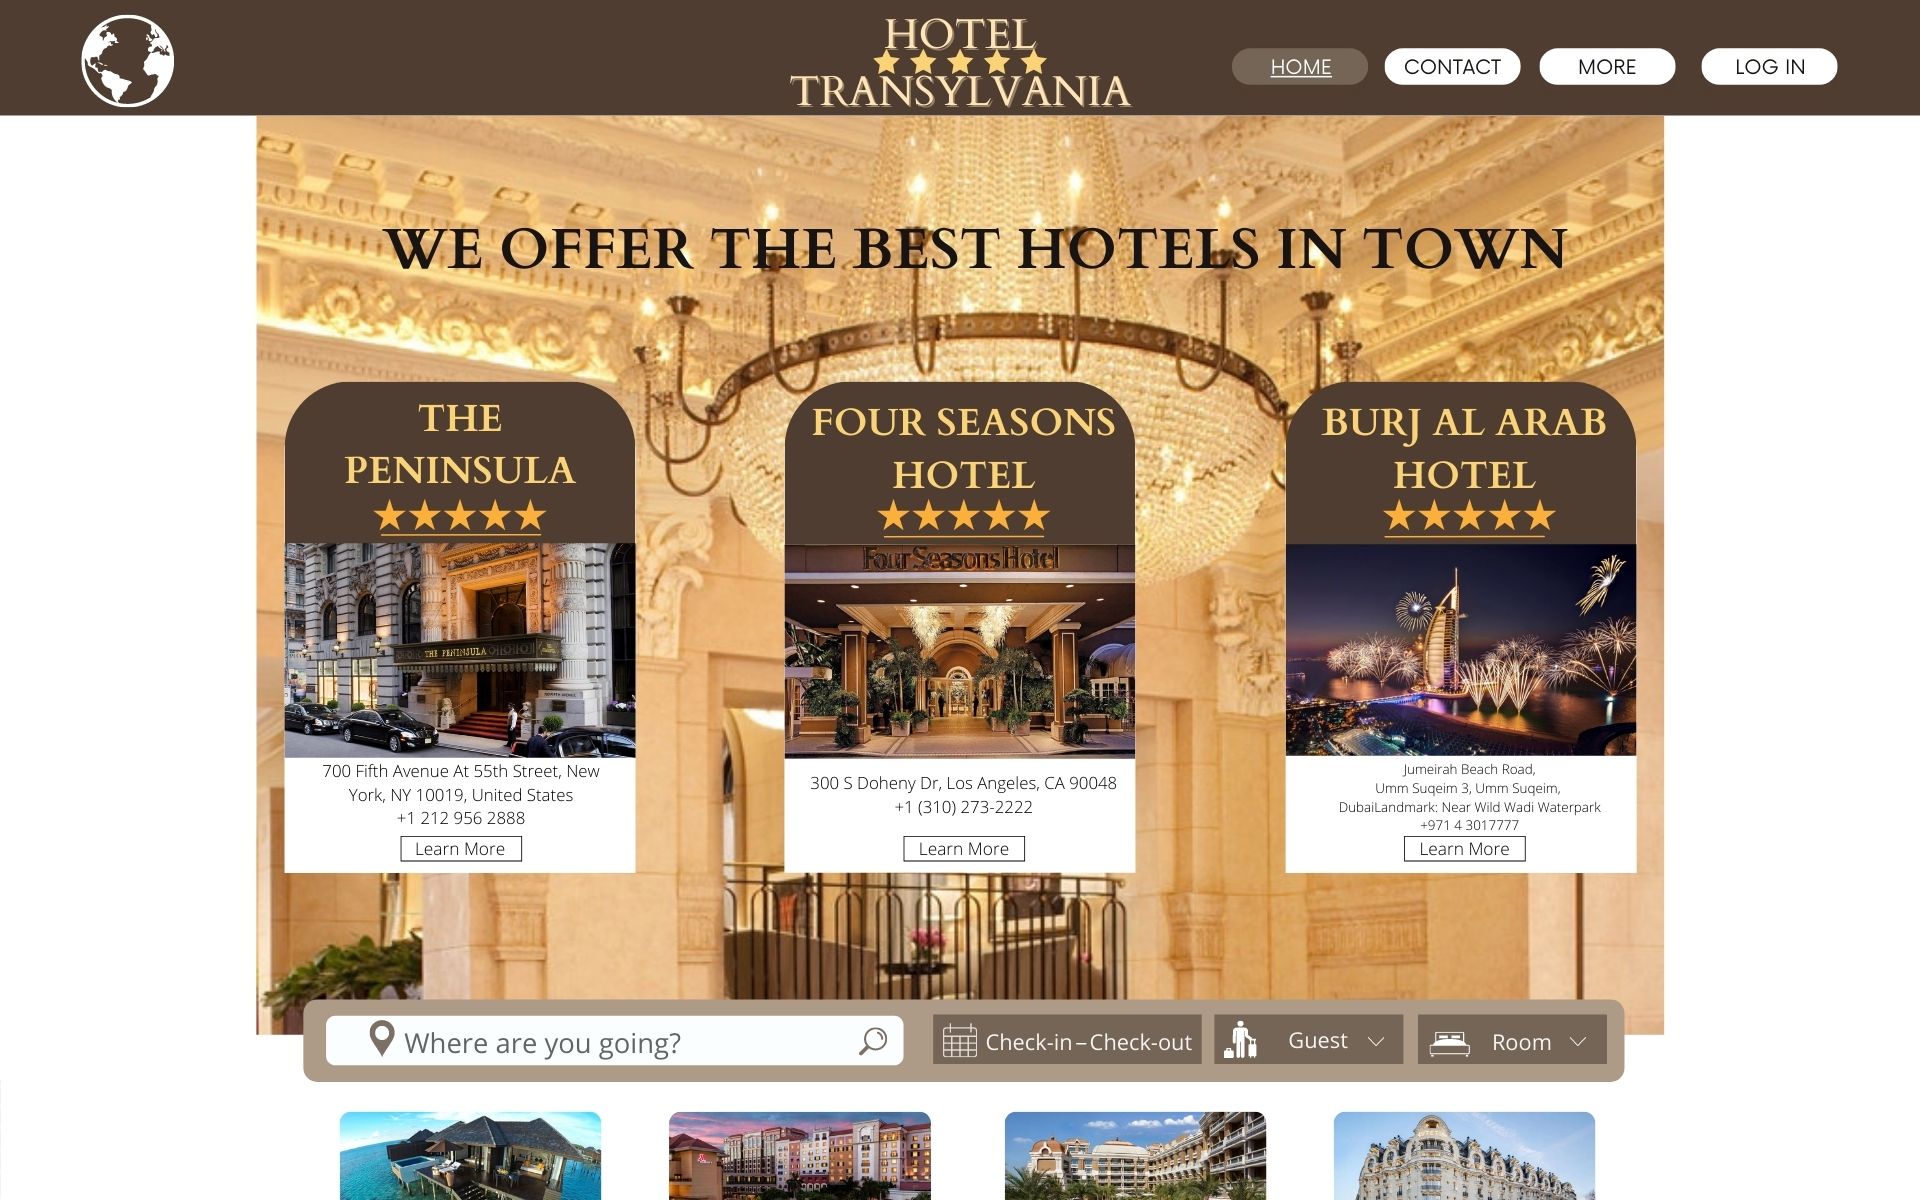 HOTEL
TRANSYLVANIA
HOME
CONTACT
MORE
LOG IN
WE OFFER THE BEST HOTELS IN TOWN
THE
PENINSULA
THE PENINSULA
700 Fifth Avenue At 55th Street, New
York, NY 10019, United States
+1 212 956 2888
Learn More
FOUR SEASONS
HOTEL
Four Seasons Hotel
300 S Doheny Dr, Los Angeles, CA 90048
+1 (310) 273-2222
Learn More
BURJ AL ARAB
HOTEL
Jumeirah Beach Road,
Umm Suqeim 3, Umm Suqeim,
DubaiLandmark: Near Wild Wadi Waterpark
+971 4 3017777
Learn More
Where are you going?
Check-in – Check-out
Guest
Room